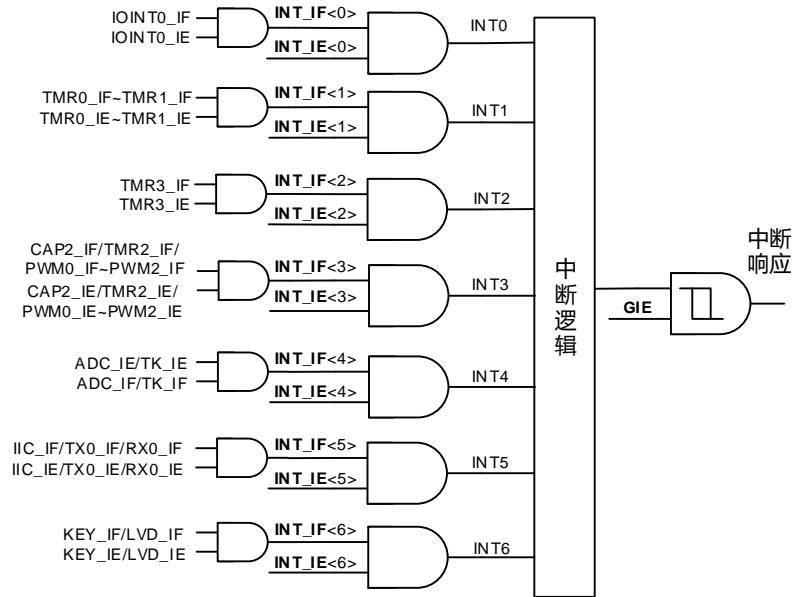 IOINT0_IF
IOINT0_IE
INT_IF<0>
INT_IE<0>
INT0
TMR0_IF~TMR1_IF
TMR0_IE~TMR1_IE
INT_IF<1>
INT_IE<1>
INT1
TMR3_IF
TMR3_IE
INT_IF<2>
INT_IE<2>
INT2
CAP2_IF/TMR2_IF/
PWM0_IF~PWM2_IF
CAP2_IE/TMR2_IE/
PWM0_IE~PWM2_IE
INT_IF<3>
INT_IE<3>
INT3
ADC_IE/TK_IE
ADC_IF/TK_IF
INT_IF<4>
INT_IE<4>
INT4
IIC_IF/TX0_IF/RX0_IF
IIC_IE/TX0_IE/RX0_IE
INT_IF<5>
INT_IE<5>
INT5
KEY_IF/LVD_IF
KEY_IE/LVD_IE
INT_IF<6>
INT_IE<6>
INT6
中断逻辑
GIE
中断
响应